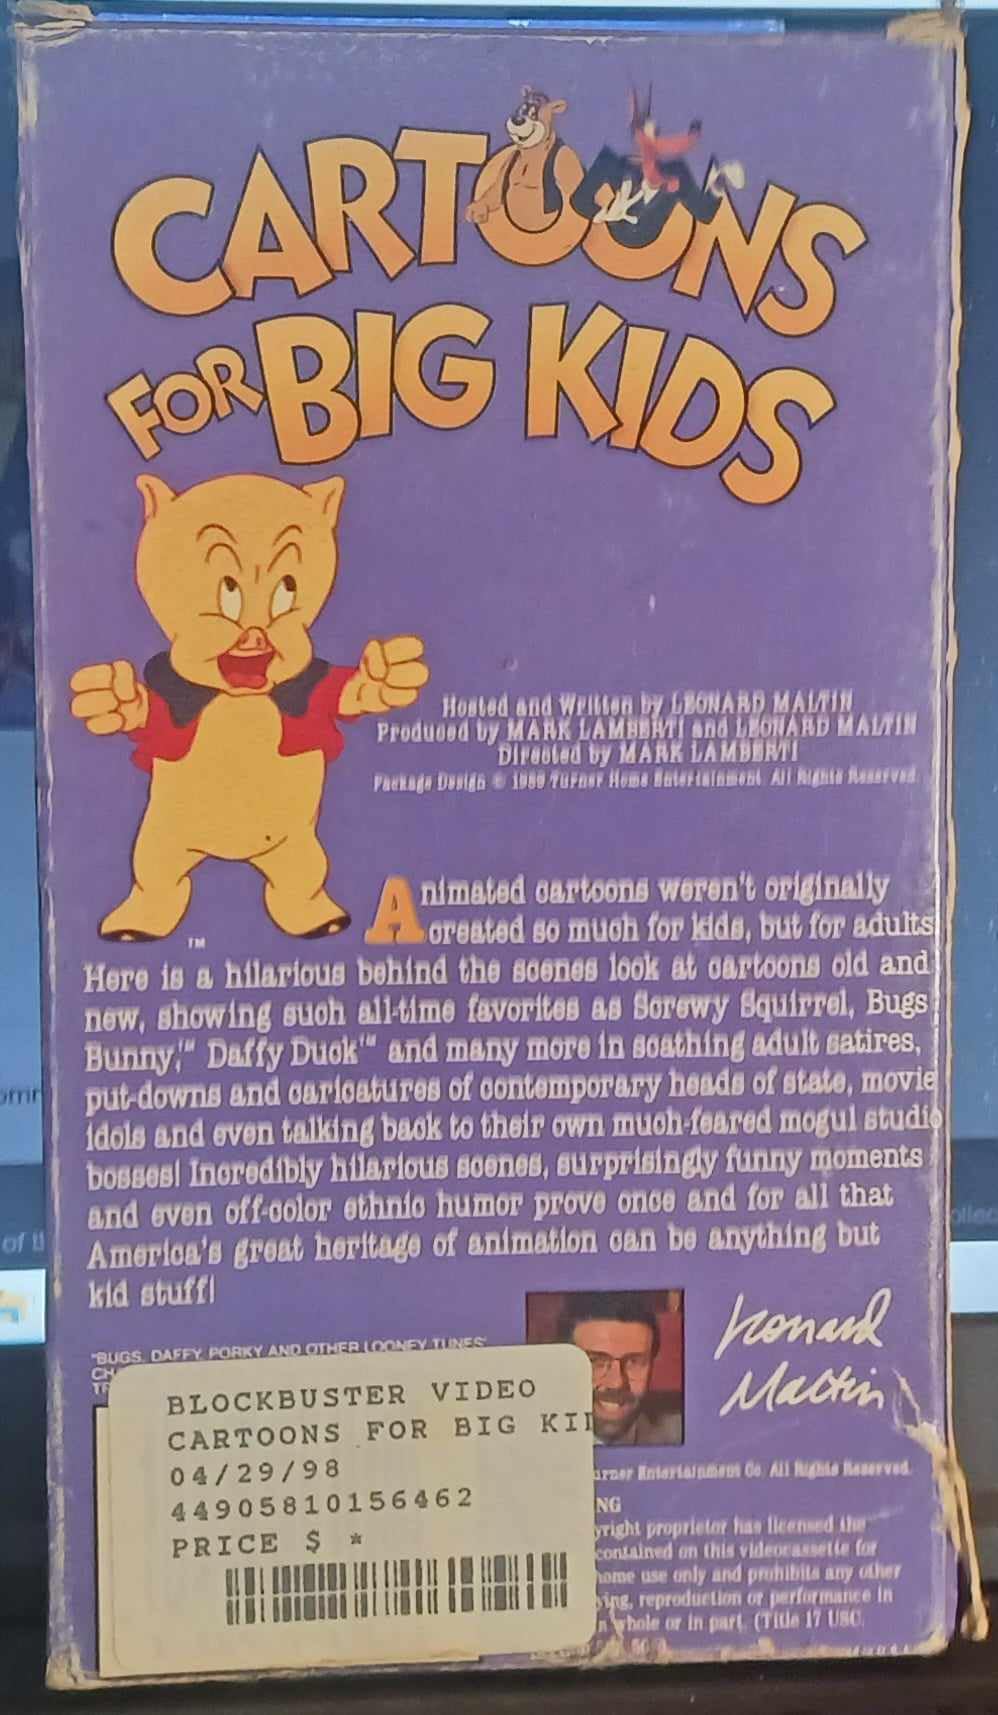 CARTOONS
FOR BIG KIDS
Hosted and Written by LEONARD MALTIN
Produced by MARK LAMBERTI and LEONARD MALTIN
Directed by MARK LAMBERTI
Package Design © 1989 Turner Home Entertainment. All Rights Reserved.
Animated cartoons weren't originally
created so much for kids, but for adults
Here is a hilarious behind the scenes look at cartoons old and
new, showing such all-time favorites as Screwy Squirrel, Bugs
Bunny,™ Daffy Duck™ and many more in scathing adult satires,
put-downs and caricatures of contemporary heads of state, movie
idols and even talking back to their own much-feared mogul studio
bosses! Incredibly hilarious scenes, surprisingly funny moments
and even off-color ethnic humor prove once and for all that
America's great heritage of animation can be anything but
kid stuff!
TM
Leonard
Maltin
"BUGS, DAFFY, PORKY AND OTHER LOONEY TUNES"
BLOCKBUSTER VIDEO
CARTOONS FOR BIG KI
04/29/98
44905810156462
PRICE $ *
Entertainment Co. All Rights Reserved.
NG
yright proprietor has licensed the
contained on this videocassette for
home use only and prohibits any other
ying, reproduction or performance in
n whole or in part. (Title 17 USC
of